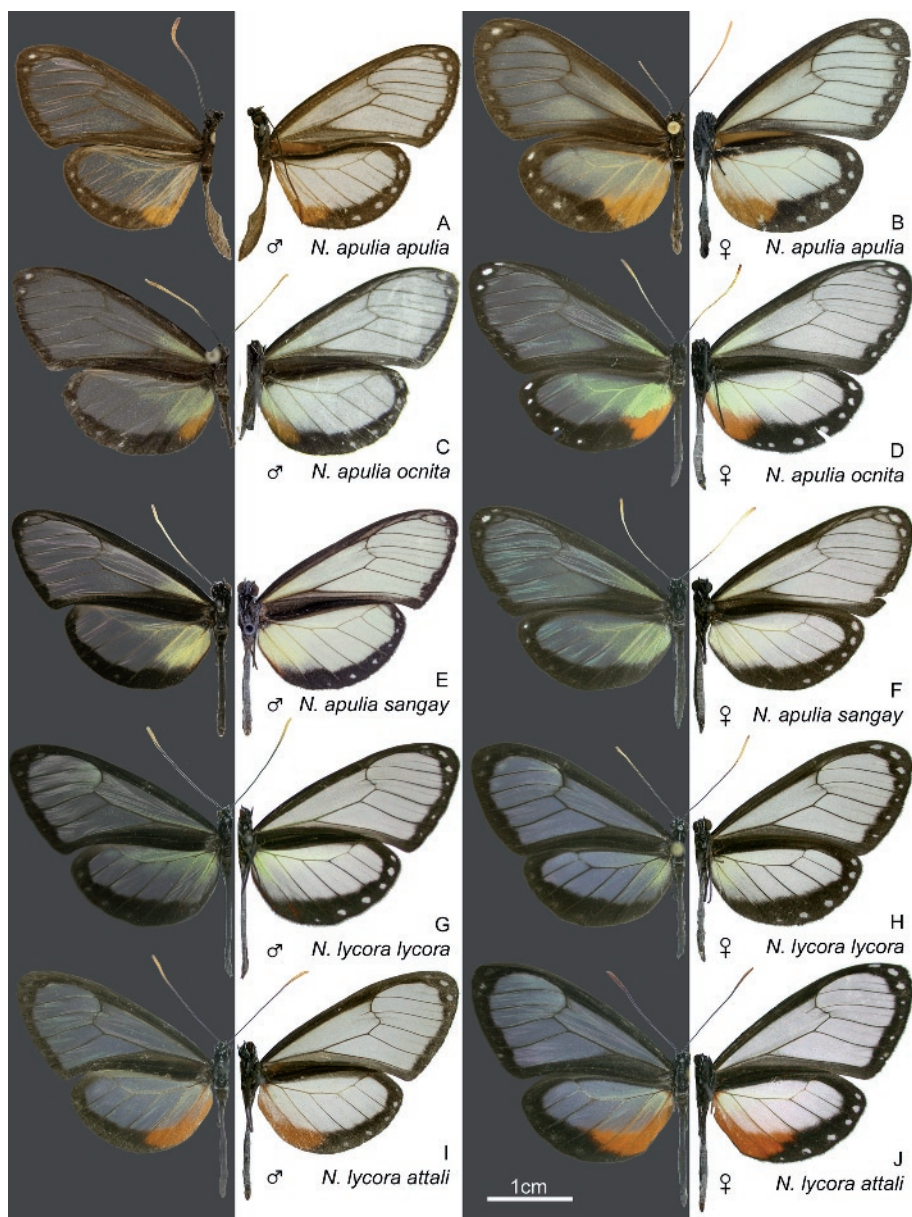 A
♂ N. apulia apulia
B
♀ N. apulia apulia
C
♂ N. apulia ocnita
D
♀ N. apulia ocnita
E
♂ N. apulia sangay
F
♀ N. apulia sangay
G
♂ N. lycora lycora
H
♀ N. lycora lycora
I
♂ N. lycora attali
J
♀ N. lycora attali
1cm